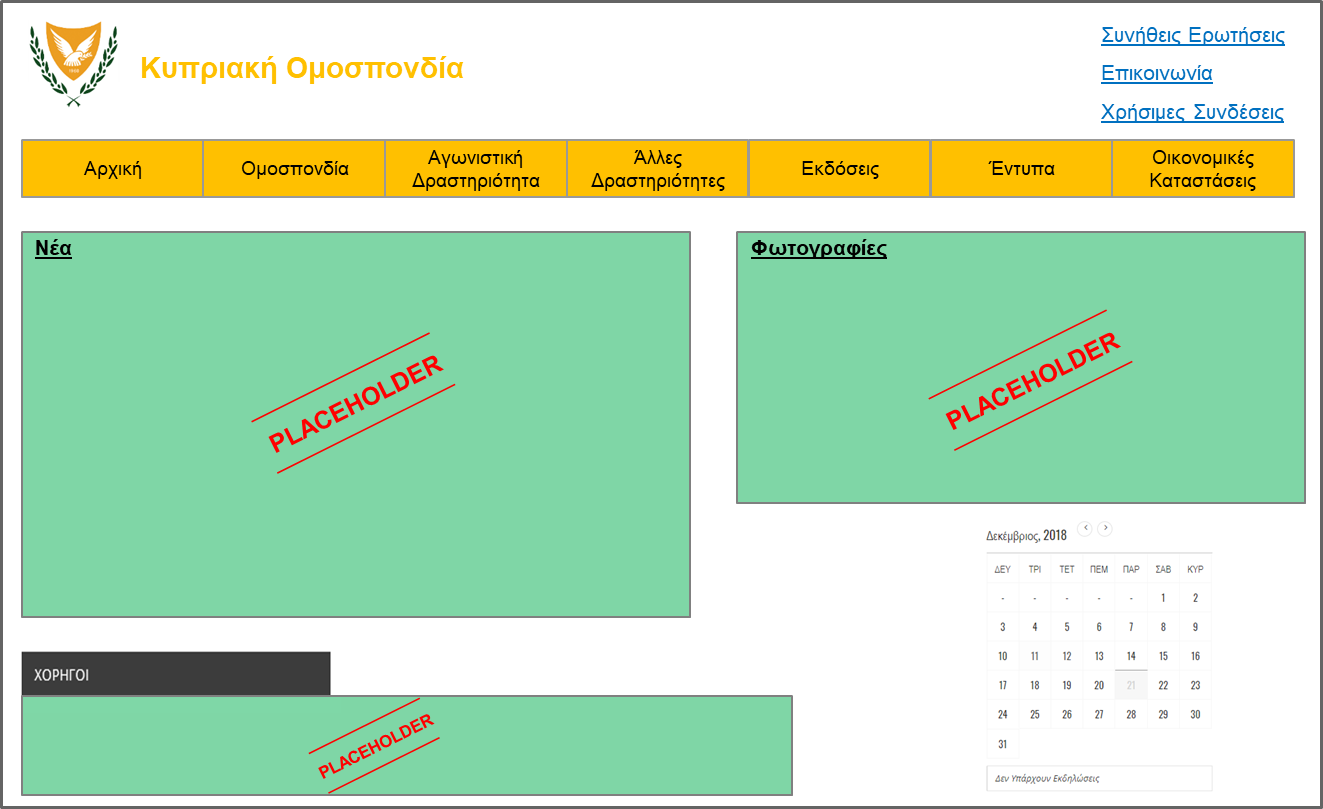 1960
Κυπριακή Ομοσπονδία
Συνήθεις Ερωτήσεις
Επικοινωνία
Χρήσιμες Συνδέσεις
Αρχική
Ομοσπονδία
Αγωνιστική
Δραστηριότητα
Άλλες
Δραστηριότητες
Εκδόσεις
Έντυπα
Οικονομικές
Καταστάσεις
Νέα
PLACEHOLDER
Φωτογραφίες
PLACEHOLDER
Δεκέμβριος, 2018 ‹ ›
ΔΕΥ ΤΡΙ ΤΕΤ ΠΕΜ ΠΑΡ ΣΑΒ ΚΥΡ
- - - - - 1 2
3 4 5 6 7 8 9
10 11 12 13 14 15 16
17 18 19 20 21 22 23
24 25 26 27 28 29 30
31
Δεν Υπάρχουν Εκδηλώσεις
ΧΟΡΗΓΟΙ
PLACEHOLDER